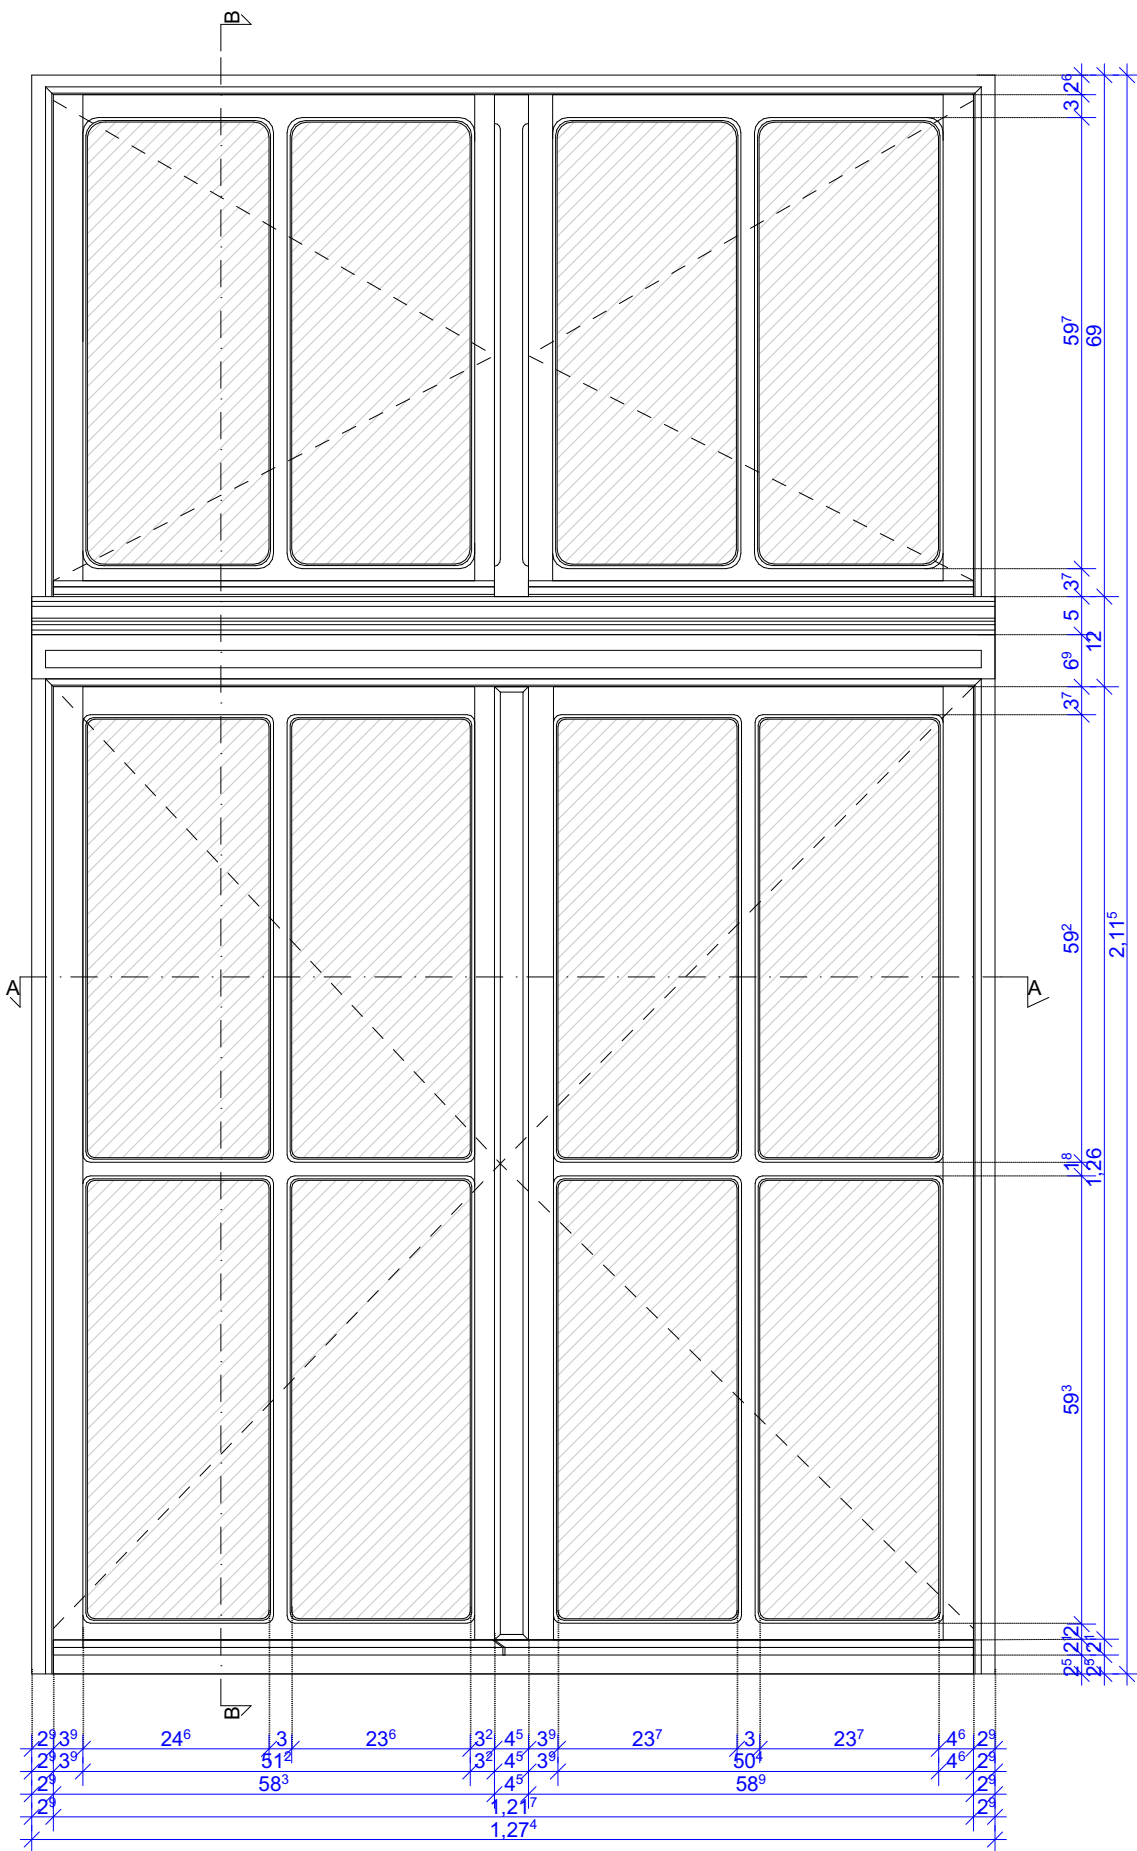 B
2⁶
3
59⁷
69
3⁷
5
12
6⁹
3⁷
59²
2,11⁵
A
A
1⁸
1,26
59³
2
2¹
2¹
2⁵
2⁵
B
2⁹ 3⁹ 24⁶ 3 23⁶ 3² 4⁵ 3⁹ 23⁷ 3 23⁷ 4⁶ 2⁹
2⁹ 3⁹ 51² 3² 4⁵ 3⁹ 50⁴ 4⁶ 2⁹
2⁹ 58³ 4⁵ 58⁹ 2⁹
2⁹ 1,21⁷ 2⁹
1,27⁴